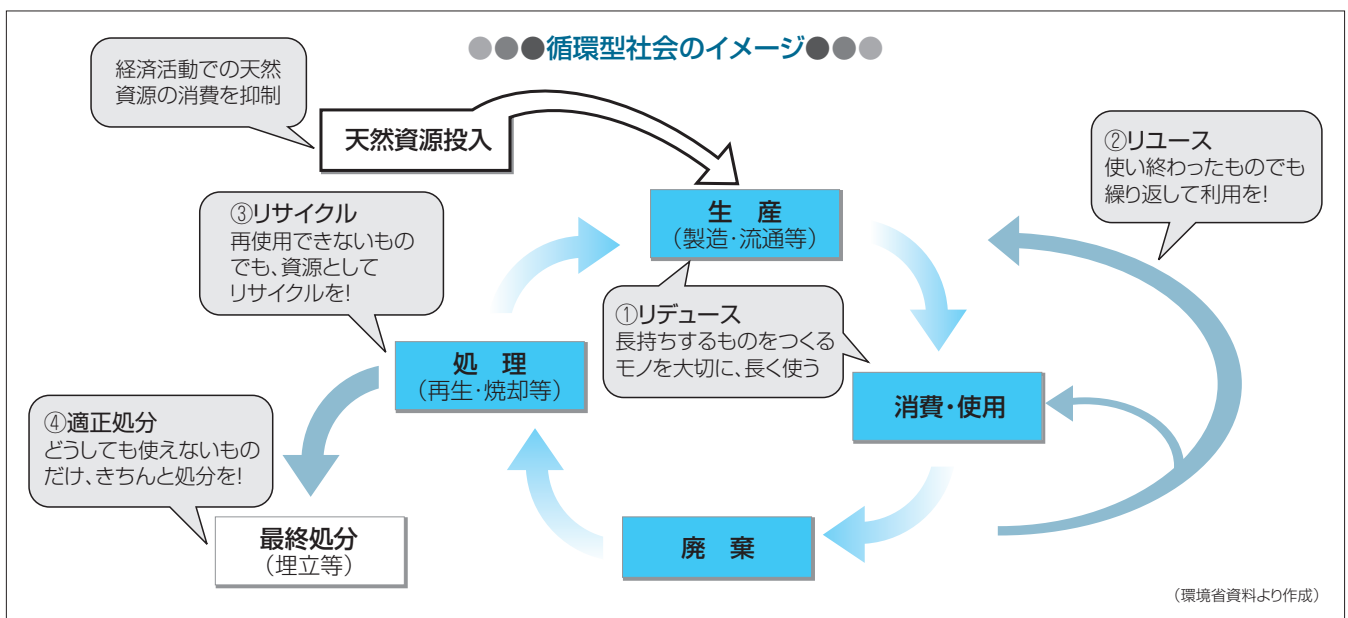 ●●●循環型社会のイメージ●●●
経済活動での天然
資源の消費を抑制
天然資源投入
②リユース
使い終わったものでも
繰り返して利用を!
③リサイクル
再使用できないもの
でも、資源として
リサイクルを!
生 産
(製造・流通等)
①リデュース
長持ちするものをつくる
モノを大切に、長く使う
処 理
(再生・焼却等)
消費・使用
④適正処分
どうしても使えないもの
だけ、きちんと処分を!
最終処分
(埋立等)
廃 棄
(環境省資料より作成)